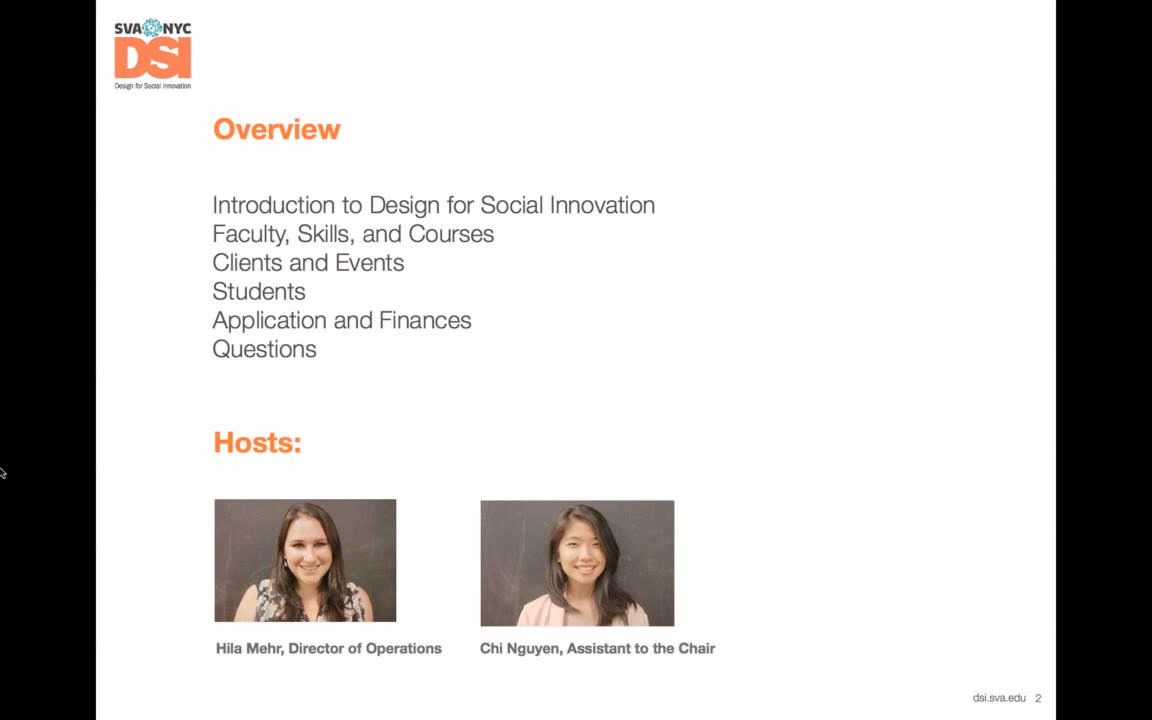 SVA NYC
DSI
Design for Social Innovation
Overview
Introduction to Design for Social Innovation
Faculty, Skills, and Courses
Clients and Events
Students
Application and Finances
Questions
Hosts:
Hila Mehr, Director of Operations
Chi Nguyen, Assistant to the Chair
dsi.sva.edu 2